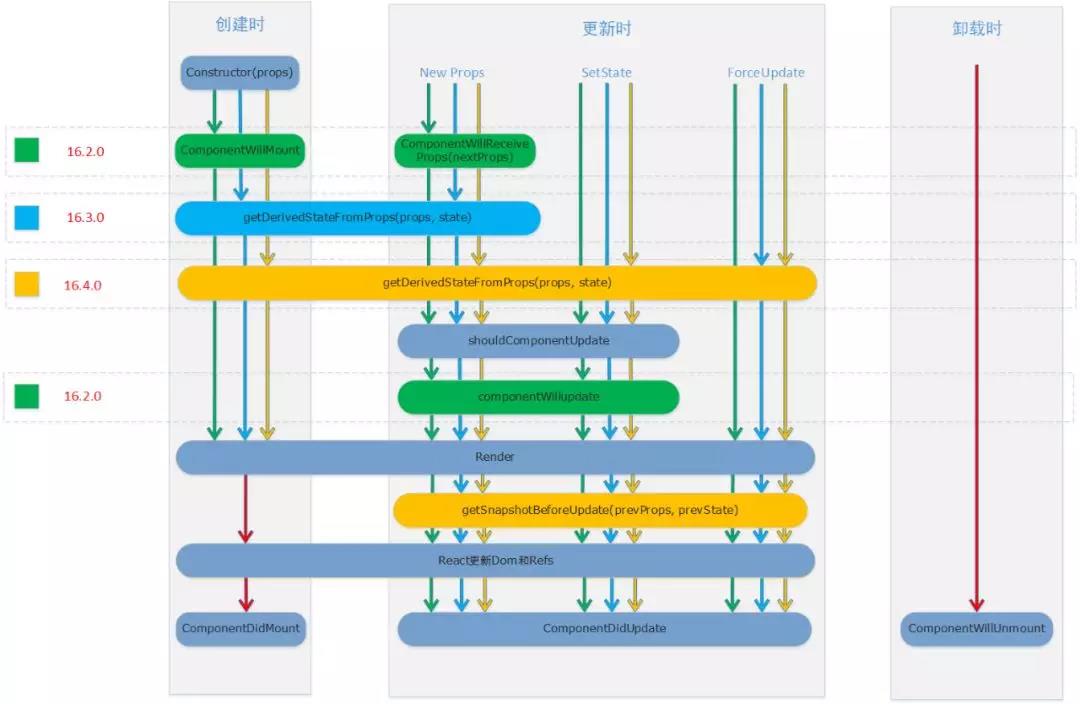 创建时
更新时
卸载时
Constructor(props)
New Props
SetState
ForceUpdate
16.2.0
ComponentWillMount
ComponentWillReceive
Props(nextProps)
16.3.0
getDerivedStateFromProps(props, state)
16.4.0
getDerivedStateFromProps(props, state)
shouldComponentUpdate
16.2.0
componentWillupdate
Render
getSnapshotBeforeUpdate(prevProps, prevState)
React更新Dom和Refs
ComponentDidMount
ComponentDidUpdate
ComponentWillUnmount